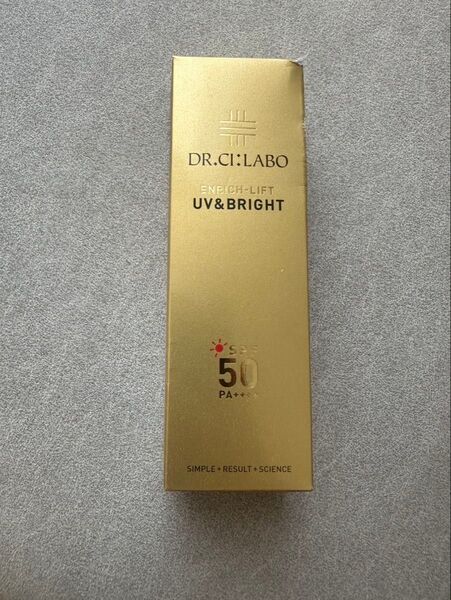 DR.CI:LABO
ENRICH-LIFT
UV&BRIGHT
SPF
50
PA++++
SIMPLE+RESULT+SCIENCE